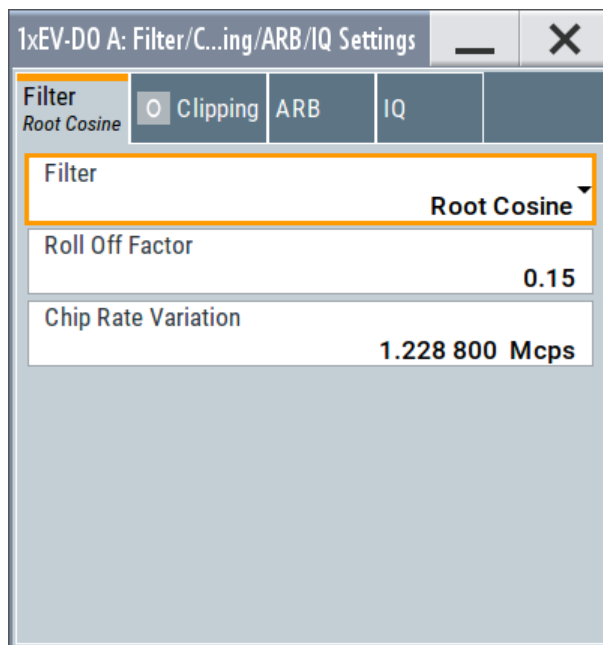 1xEV-DO A: Filter/C...ing/ARB/IQ Settings
Filter
Root Cosine
O Clipping
ARB
IQ
Filter
Root Cosine
Roll Off Factor
0.15
Chip Rate Variation
1.228 800 Mcps